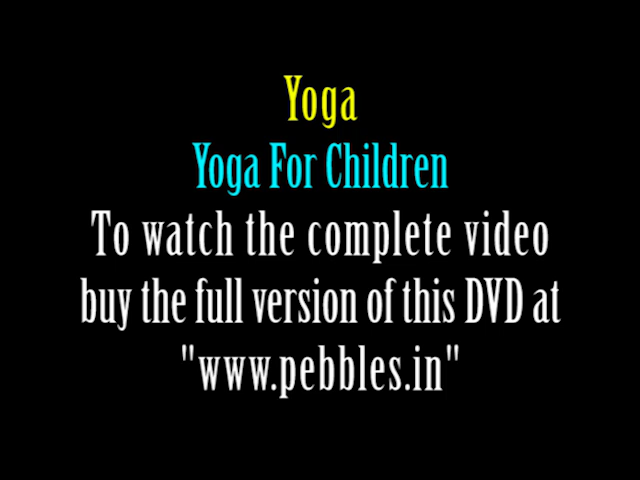 Yoga
Yoga For Children
To watch the complete video
buy the full version of this DVD at
"www.pebbles.in"